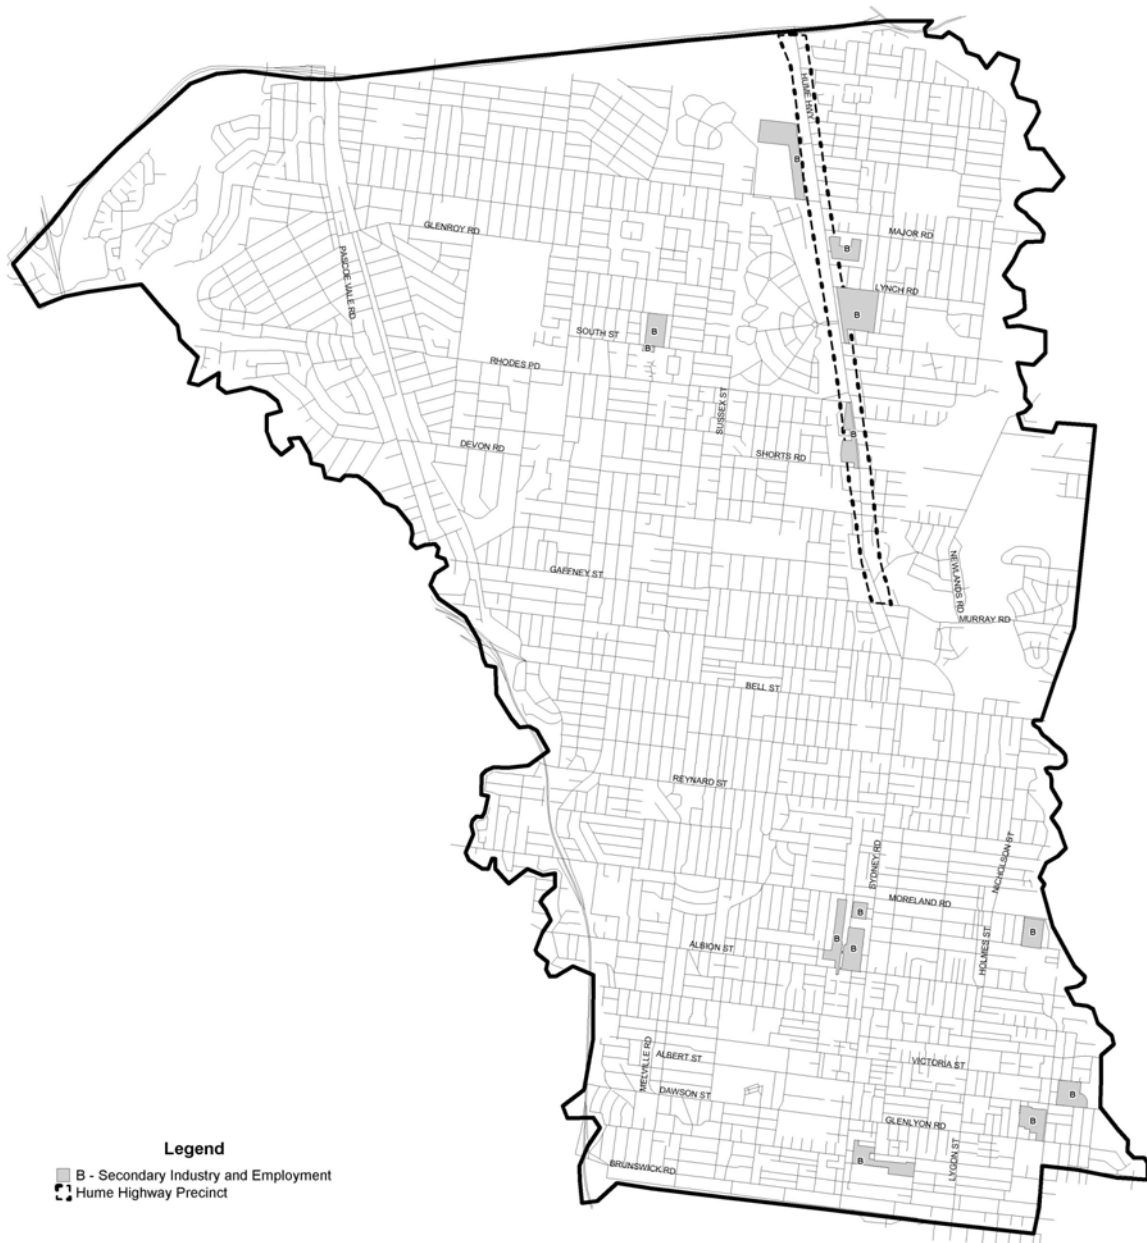 HUME HWY
B
MAJOR RD
GLENROY RD
B
PASCOE VALE RD
LYNCH RD
B
SOUTH ST
B
B
RHODES PD
SUSSEX ST
B
DEVON RD
SHORTS RD
GAFFNEY ST
NEWLANDS RD
MURRAY RD
BELL ST
REYNARD ST
SYDNEY RD
NICHOLSON ST
MORELAND RD
B
B
B
B
HOLMES ST
ALBION ST
MELVILLE RD
ALBERT ST
VICTORIA ST
DAWSON ST
B
B
GLENLYON RD
LYGON ST
B
BRUNSWICK RD
Legend
B - Secondary Industry and Employment
Hume Highway Precinct